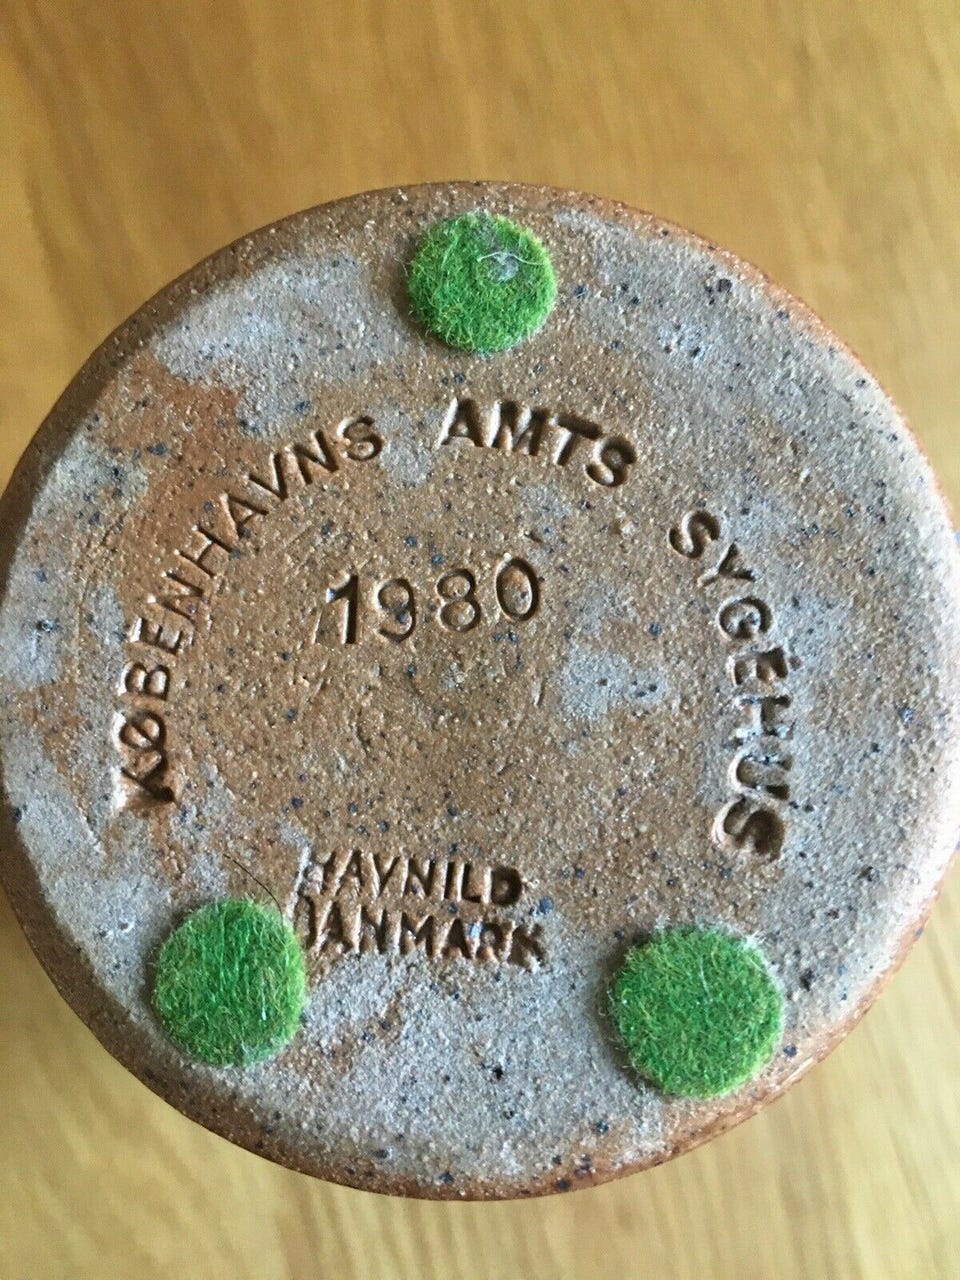 KØBENHAVNS AMTS SYGEHUS
1980
HAVNILD
DANMARK